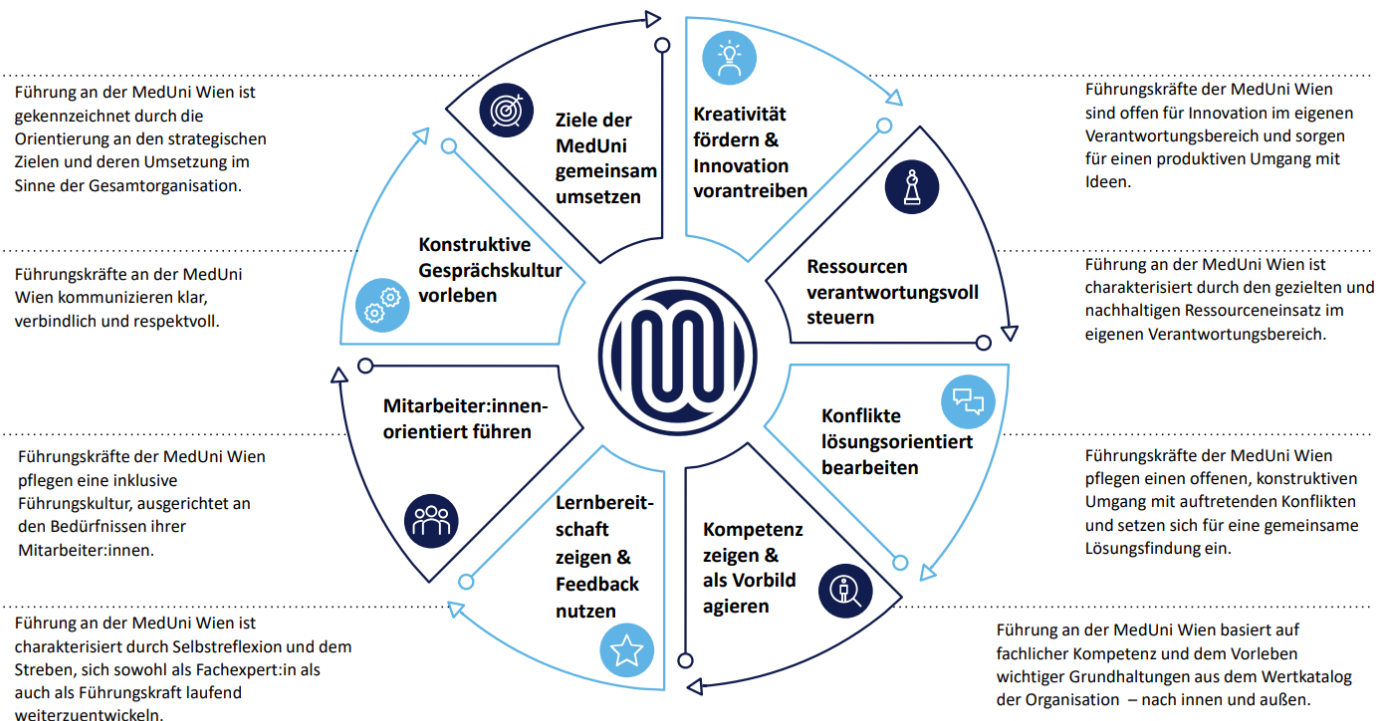 Ziele der
MedUni
gemeinsam
umsetzen
Führung an der MedUni Wien ist
gekennzeichnet durch die
Orientierung an den strategischen
Zielen und deren Umsetzung im
Sinne der Gesamtorganisation.
Kreativität
fördern &
Innovation
vorantreiben
Führungskräfte der MedUni Wien
sind offen für Innovation im eigenen
Verantwortungsbereich und sorgen
für einen produktiven Umgang mit
Ideen.
Ressourcen
verantwortungsvoll
steuern
Führung an der MedUni Wien ist
charakterisiert durch den gezielten und
nachhaltigen Ressourceneinsatz im
eigenen Verantwortungsbereich.
Konflikte
lösungsorientiert
bearbeiten
Führungskräfte der MedUni Wien
pflegen einen offenen, konstruktiven
Umgang mit auftretenden Konflikten
und setzen sich für eine gemeinsame
Lösungsfindung ein.
Kompetenz
zeigen &
als Vorbild
agieren
Führung an der MedUni Wien basiert auf
fachlicher Kompetenz und dem Vorleben
wichtiger Grundhaltungen aus dem Wertkatalog
der Organisation – nach innen und außen.
Lernbereit-
schaft
zeigen &
Feedback
nutzen
Führung an der MedUni Wien ist
charakterisiert durch Selbstreflexion und dem
Streben, sich sowohl als Fachexpert:in als
auch als Führungskraft laufend
weiterzuentwickeln.
Mitarbeiter:innen-
orientiert führen
Führungskräfte der MedUni Wien
pflegen eine inklusive
Führungskultur, ausgerichtet an
den Bedürfnissen ihrer
Mitarbeiter:innen.
Konstruktive
Gesprächskultur
vorleben
Führungskräfte an der MedUni
Wien kommunizieren klar,
verbindlich und respektvoll.